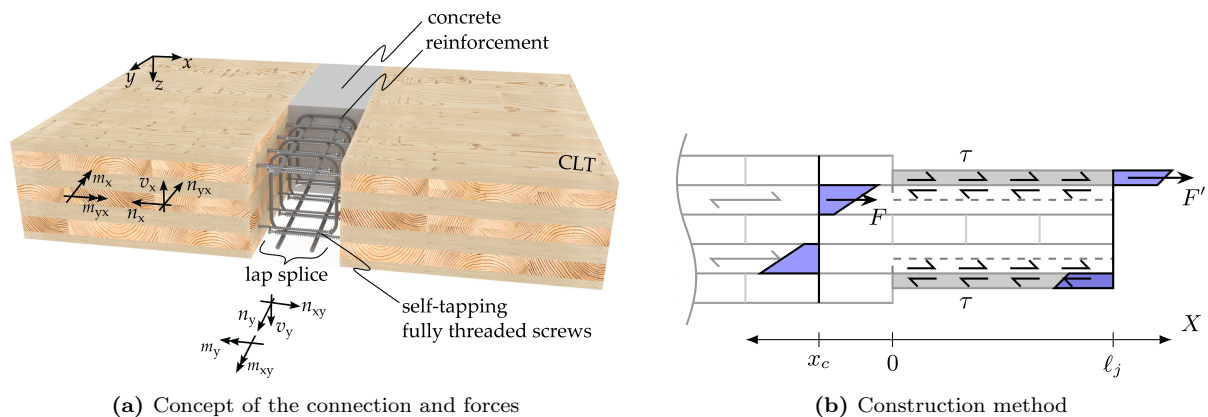 concrete
reinforcement
x
y
z
CLT
m_x
v_x
n_yx
m_yx
n_x
lap splice
self-tapping
fully threaded screws
n_xy
n_y
v_y
m_y
m_xy
(a) Concept of the connection and forces
τ
F′
F
τ
X
x_c
0
ℓ_j
(b) Construction method